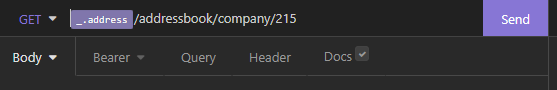 GET _.address/addressbook/company/215 Send
Body Bearer Query Header Docs